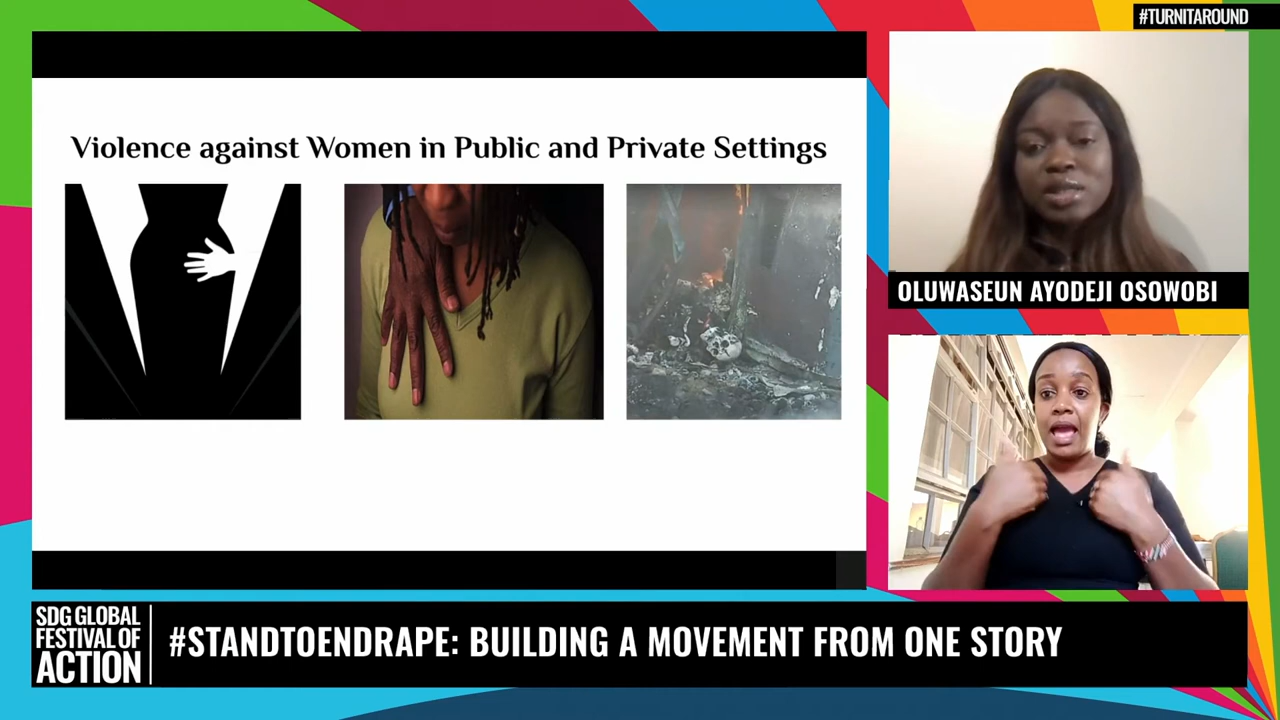 #TURNITAROUND
Violence against Women in Public and Private Settings
OLUWASEUN AYODEJI OSOWOBI
SDG GLOBAL
FESTIVAL OF
ACTION
#STANDTOENDRAPE: BUILDING A MOVEMENT FROM ONE STORY